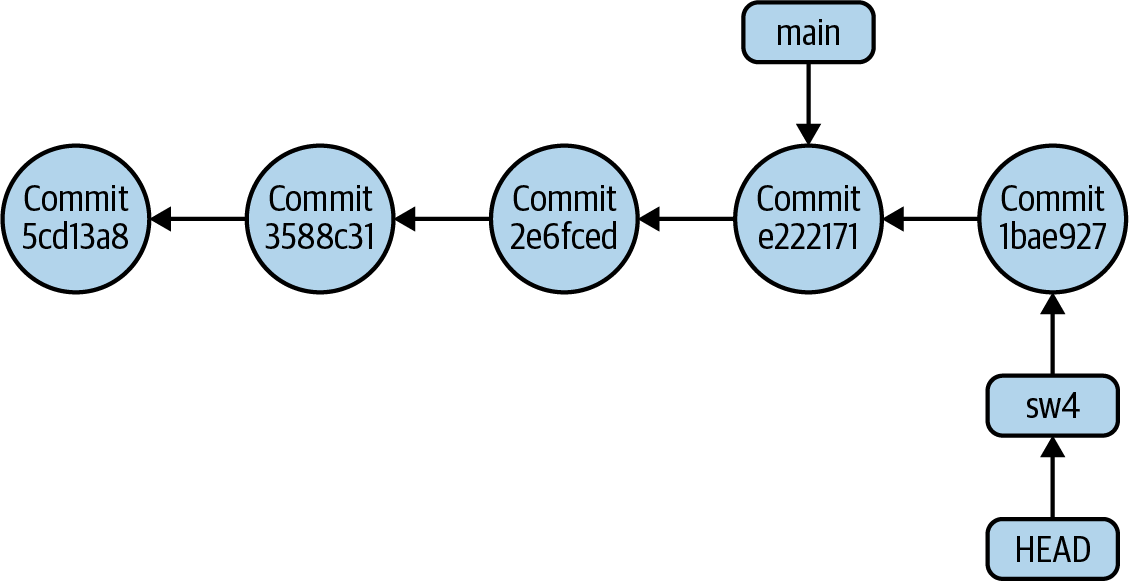 main
Commit
5cd13a8
Commit
3588c31
Commit
2e6fced
Commit
e222171
Commit
1bae927
sw4
HEAD